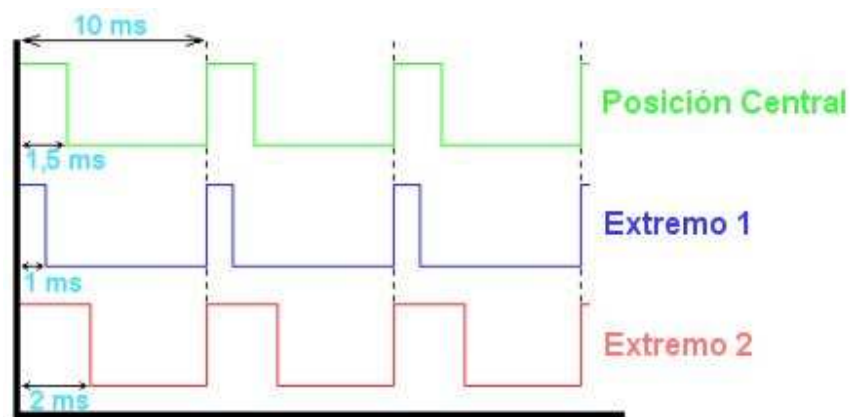 10 ms
Posición Central
1,5 ms
Extremo 1
1 ms
Extremo 2
2 ms